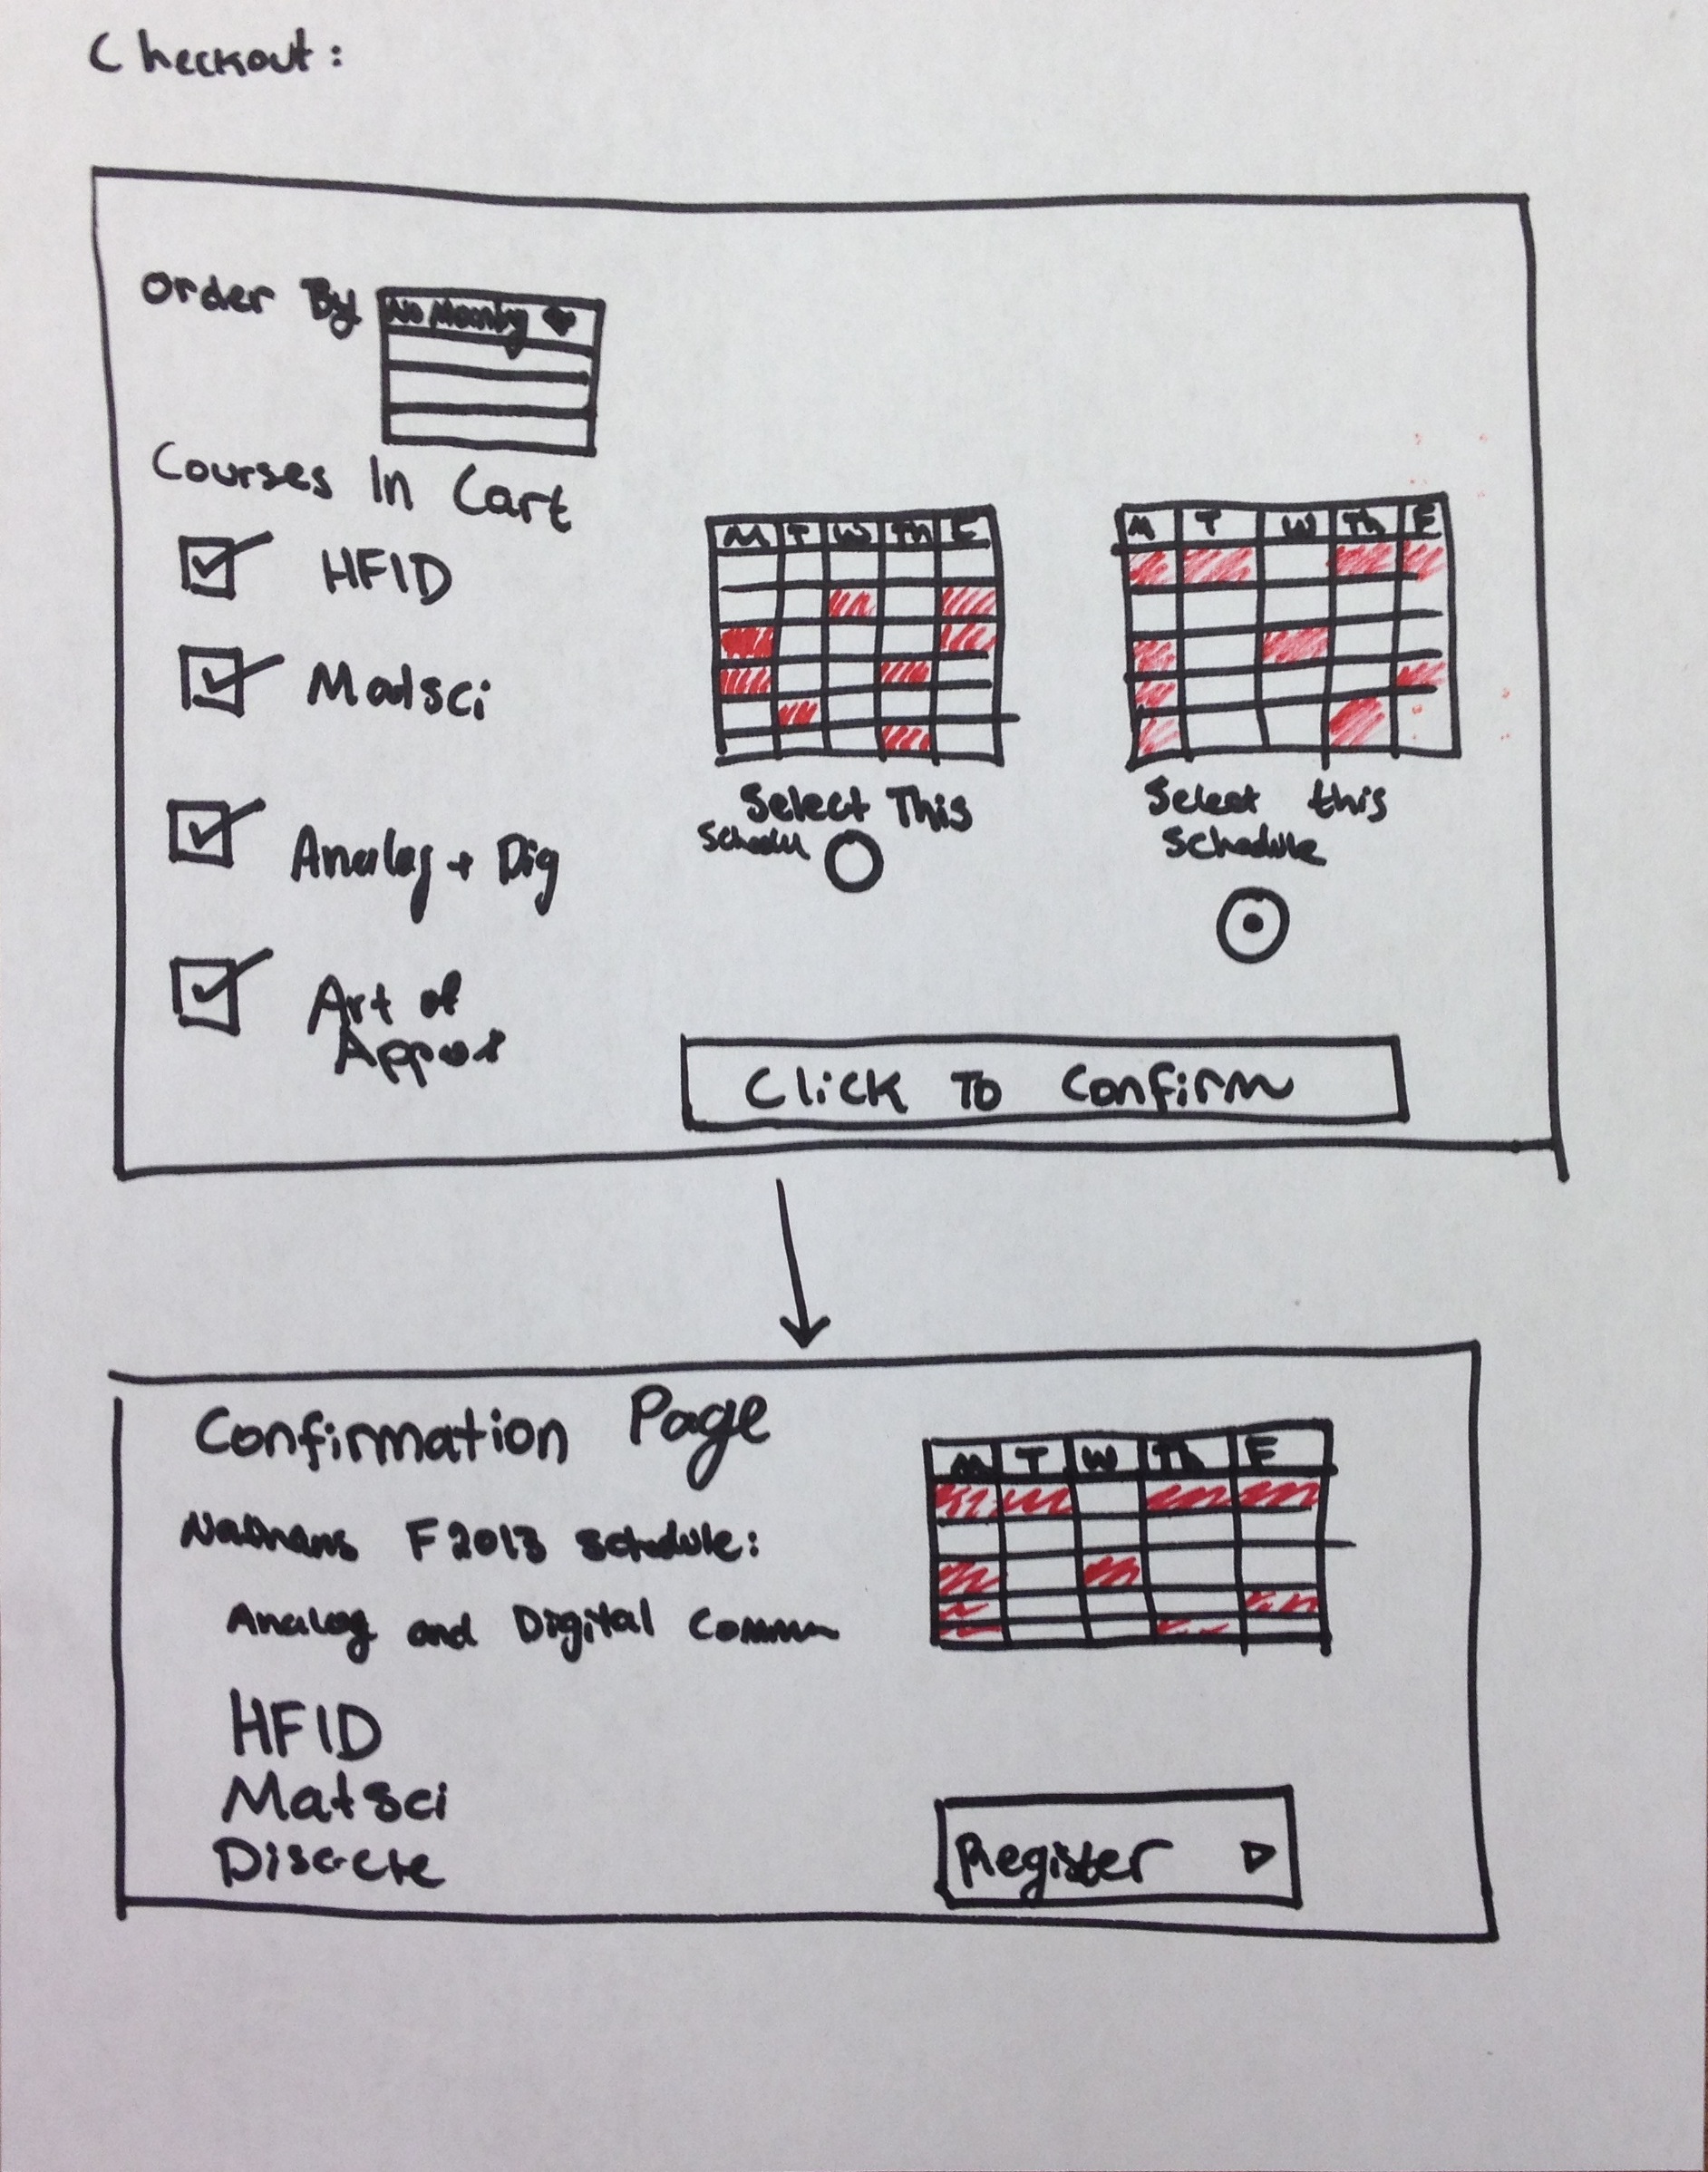 Checkout:
Order By No Morning
Courses In Cart
HFID
Matsci
Analog + Dig
Art of
Approx
M T W Th F
Select This
Schedule
M T W Th F
Select this
Schedule
Click To Confirm
Confirmation Page
Nathans F2013 Schedule:
Analog and Digital Comm
HFID
Matsci
Discrete
M T W Th F
Register